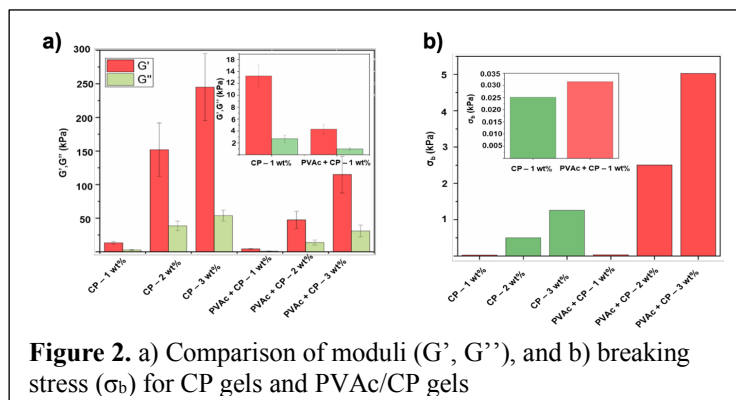 a)
300
250
200
150
100
50
0
G',G'' (kPa)
G'
G''
18
16
14
12
10
8
6
4
2
G',G'' (kPa)
CP – 1 wt%
PVAc + CP – 1 wt%
CP – 1 wt%
CP – 2 wt%
CP – 3 wt%
PVAc + CP – 1 wt%
PVAc + CP – 2 wt%
PVAc + CP – 3 wt%
b)
5
4
3
2
1
σb (kPa)
0.035
0.030
0.025
0.020
0.015
0.010
0.005
σb (kPa)
CP – 1 wt%
PVAc + CP – 1 wt%
CP – 1 wt%
CP – 2 wt%
CP – 3 wt%
PVAc + CP – 1 wt%
PVAc + CP – 2 wt%
PVAc + CP – 3 wt%
Figure 2. a) Comparison of moduli (G’, G’’), and b) breaking
stress (σb) for CP gels and PVAc/CP gels